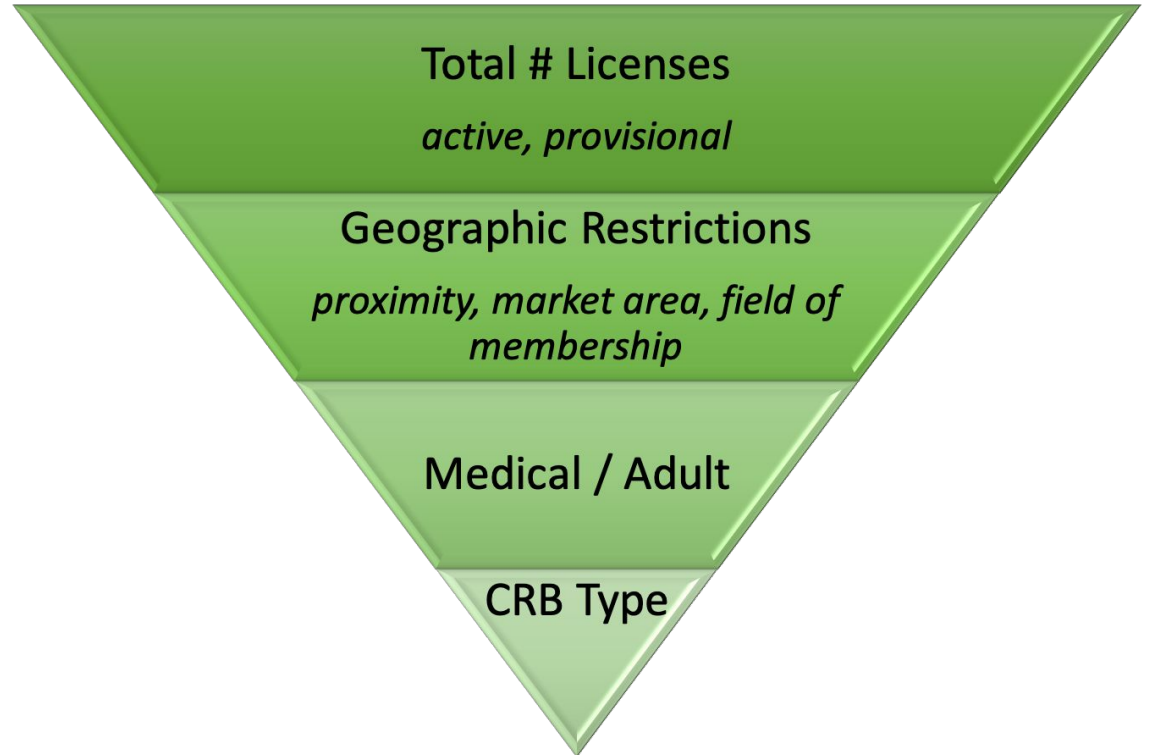 Total # Licenses
active, provisional
Geographic Restrictions
proximity, market area, field of
membership
Medical / Adult
CRB Type